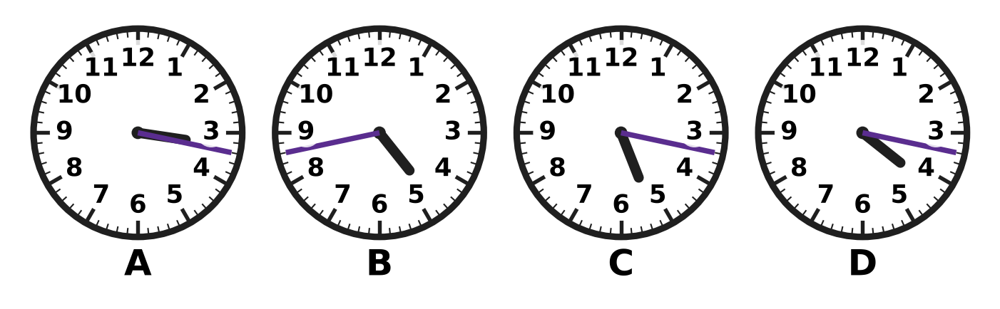 12 12 12 12
11 1 11 1 11 1 11 1
10 2 10 2 10 2 10 2
9 3 9 3 9 3 9 3
8 4 8 4 8 4 8 4
7 5 7 5 7 5 7 5
6 6 6 6
A B C D